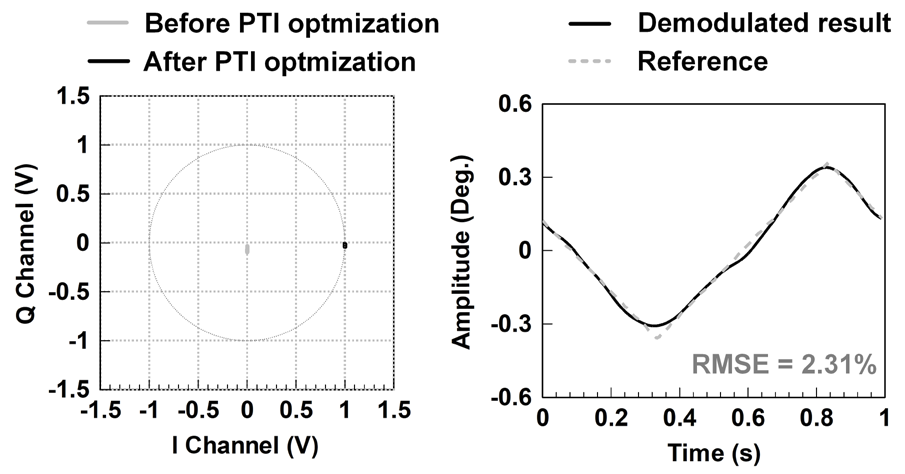 Before PTI optmization
After PTI optmization
1.5
1
0.5
0
-0.5
-1
-1.5
Q Channel (V)
-1.5 -1 -0.5 0 0.5 1 1.5
I Channel (V)
Demodulated result
Reference
0.6
0.3
0
-0.3
-0.6
Amplitude (Deg.)
RMSE = 2.31%
0 0.2 0.4 0.6 0.8 1
Time (s)